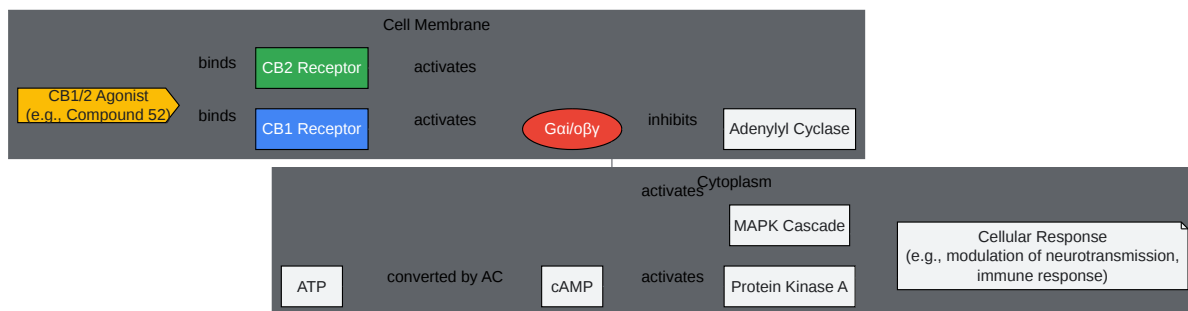 Cell Membrane
binds
CB2 Receptor
activates
CB1/2 Agonist
(e.g., Compound 52)
binds
CB1 Receptor
activates
Gαi/oβγ
inhibits
Adenylyl Cyclase
Cytoplasm
activates
MAPK Cascade
Cellular Response
(e.g., modulation of neurotransmission,
immune response)
ATP
converted by AC
cAMP
activates
Protein Kinase A